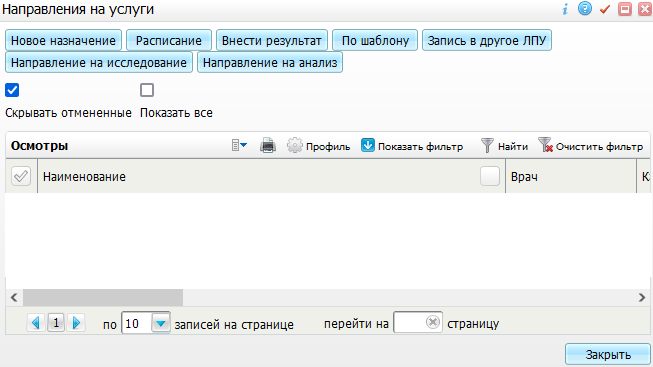 Направления на услуги
Новое назначение Расписание Внести результат По шаблону Запись в другое ЛПУ
Направление на исследование Направление на анализ
Скрывать отмененные Показать все
Осмотры Профиль Показать фильтр Найти Очистить фильтр
Наименование Врач К
1 по 10 записей на странице перейти на страницу
Закрыть